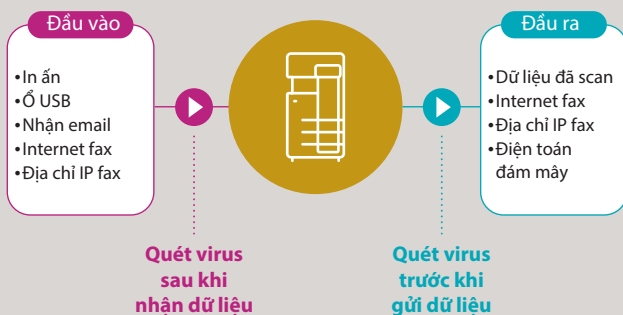 Đầu vào
•In ấn
•Ổ USB
•Nhận email
•Internet fax
•Địa chỉ IP fax
Quét virus
sau khi
nhận dữ liệu
Quét virus
trước khi
gửi dữ liệu
Đầu ra
•Dữ liệu đã scan
•Internet fax
•Địa chỉ IP fax
•Điện toán
đám mây